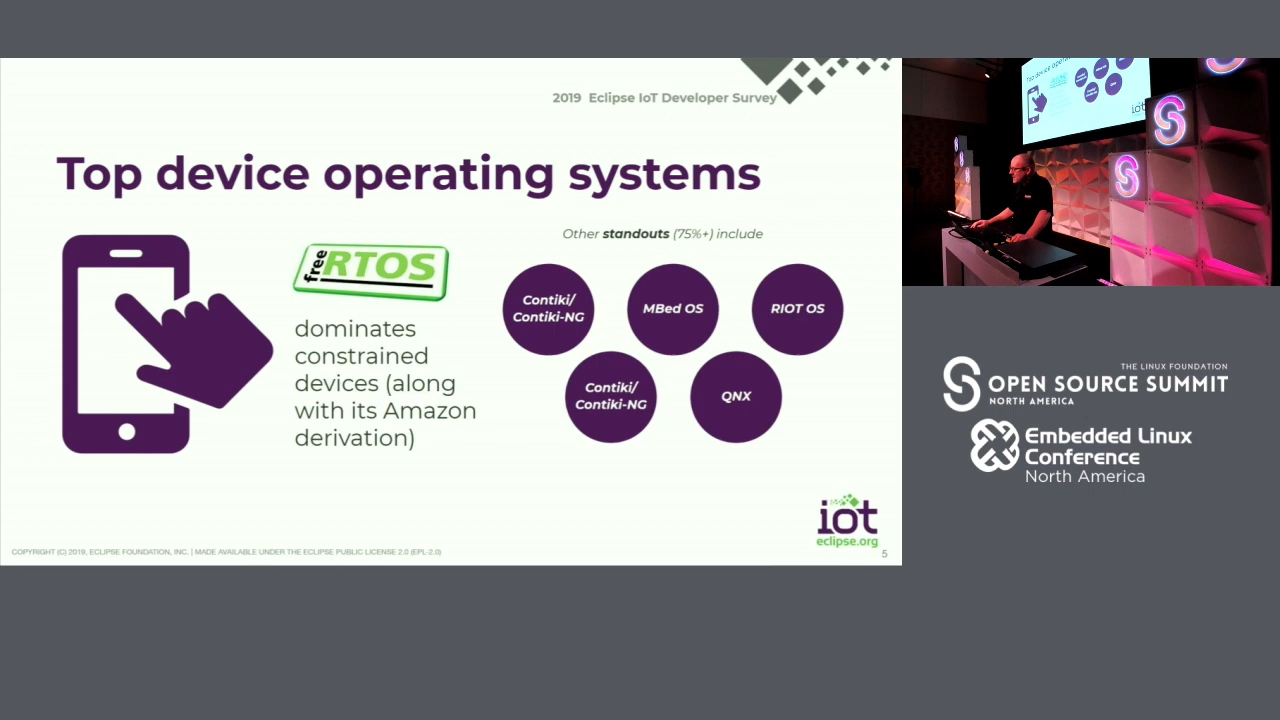 2019 Eclipse IoT Developer Survey
Top device operating systems
free RTOS
dominates
constrained
devices (along
with its Amazon
derivation)
Other standouts (75%+) include
Contiki/
Contiki-NG
MBed OS
RIOT OS
Contiki/
Contiki-NG
QNX
iot
eclipse.org
COPYRIGHT (C) 2019, ECLIPSE FOUNDATION, INC. | MADE AVAILABLE UNDER THE ECLIPSE PUBLIC LICENSE 2.0 (EPL-2.0)
5
THE LINUX FOUNDATION
OPEN SOURCE SUMMIT
NORTH AMERICA
Embedded Linux
Conference
North America